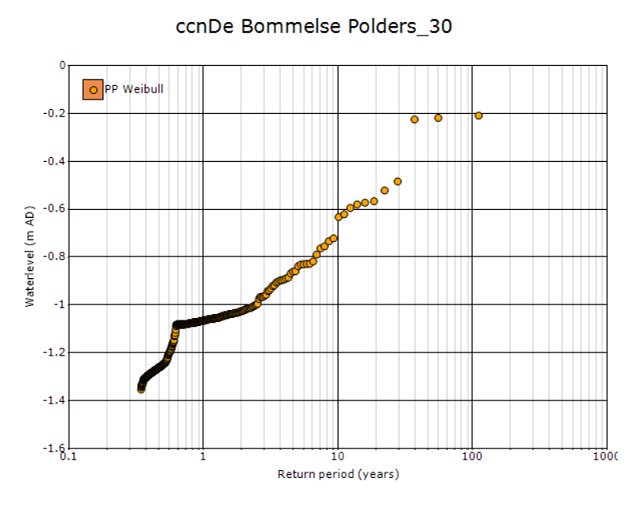 ccnDe Bommelse Polders_30
PP Weibull
0
-0.2
-0.4
-0.6
-0.8
-1
-1.2
-1.4
-1.6
Waterlevel (m AD)
0.1 1 10 100 1000
Return period (years)